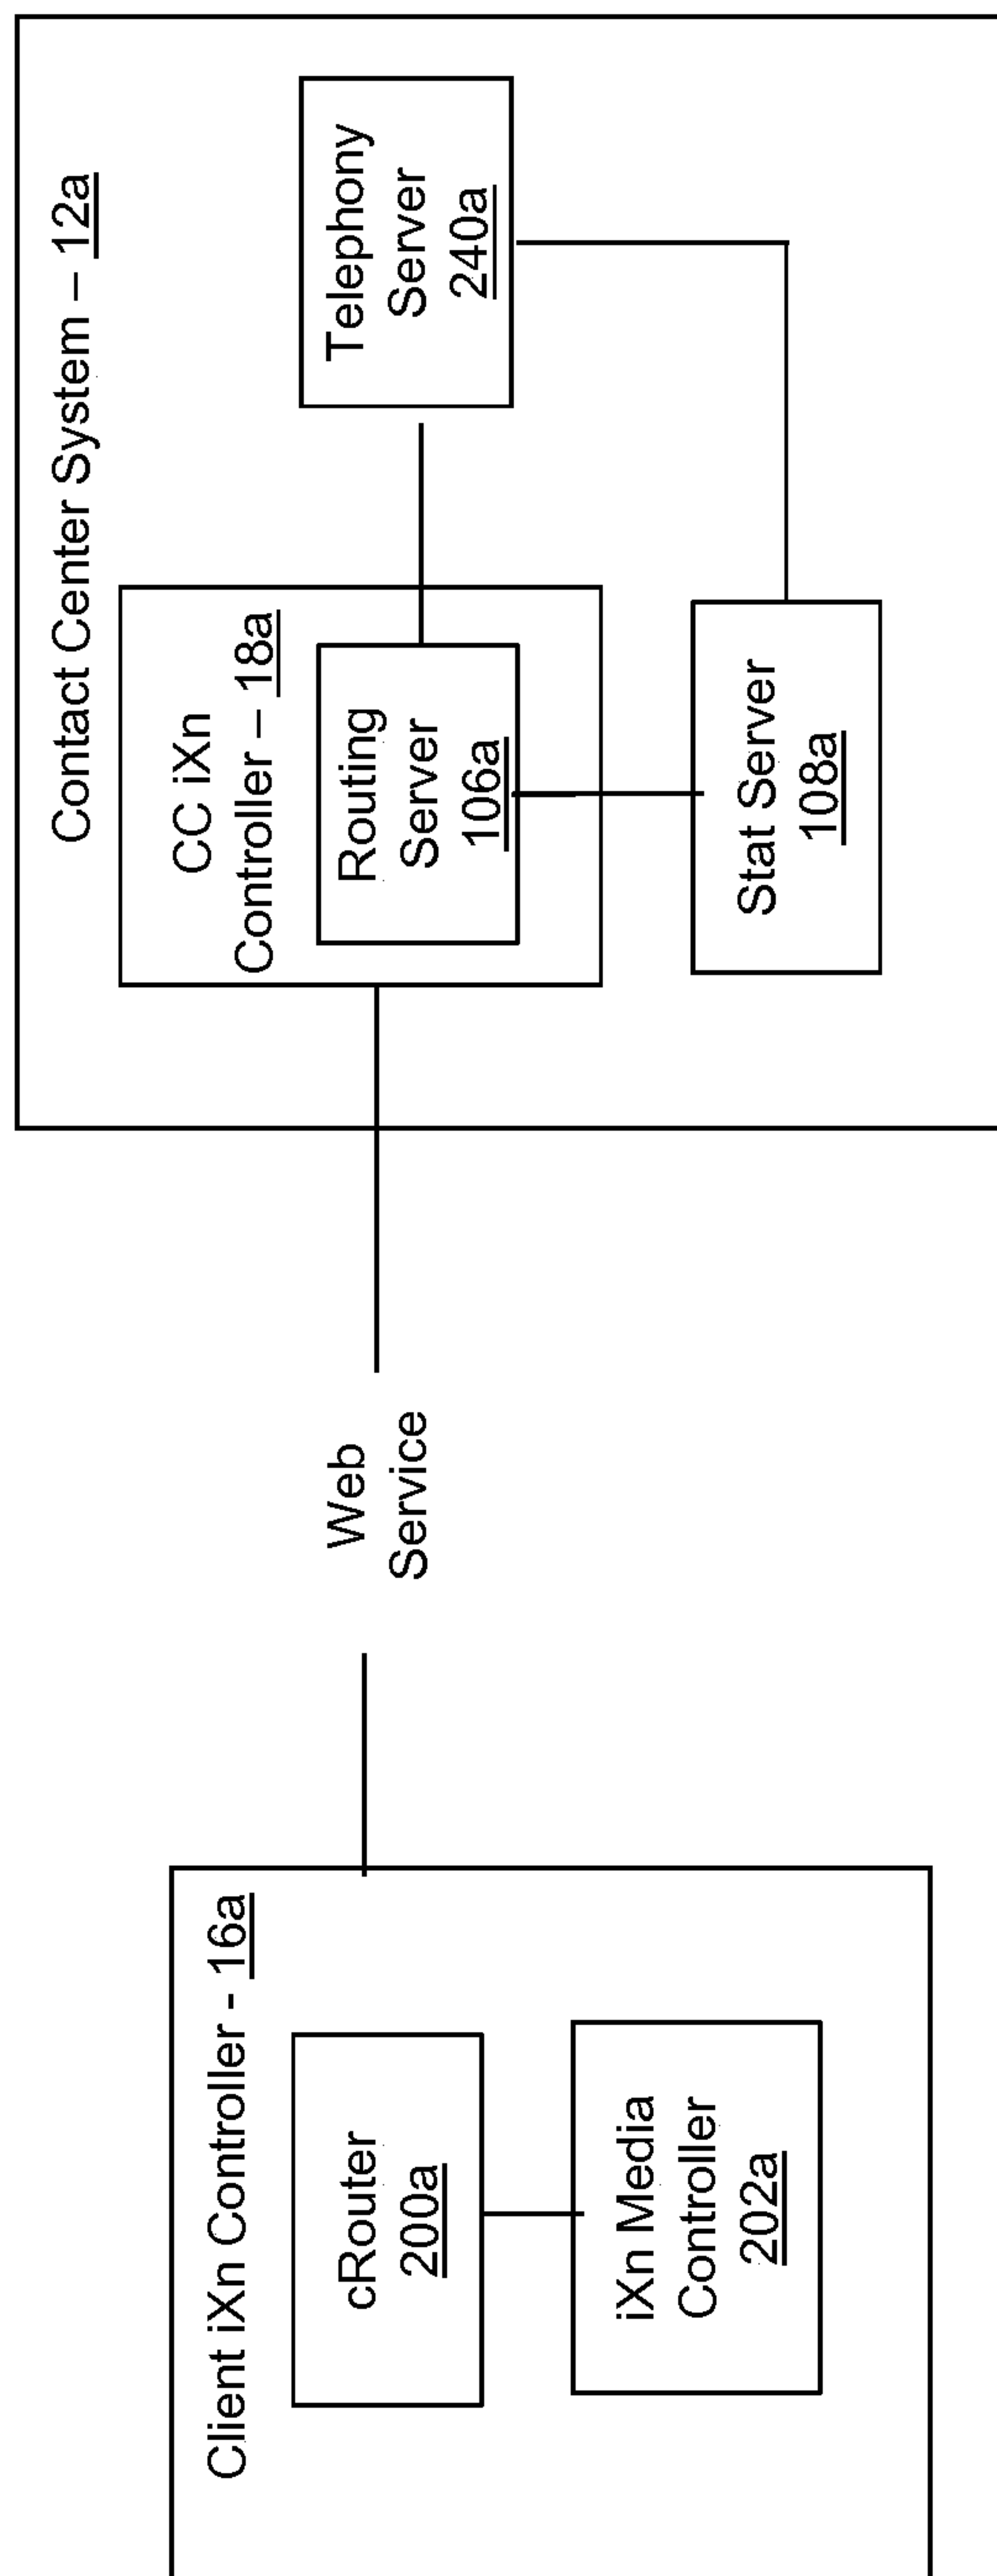 Client iXn Controller - 16a
cRouter
200a
iXn Media
Controller
202a
Web
Service
Contact Center System – 12a
CC iXn
Controller – 18a
Routing
Server
106a
Telephony
Server
240a
Stat Server
108a